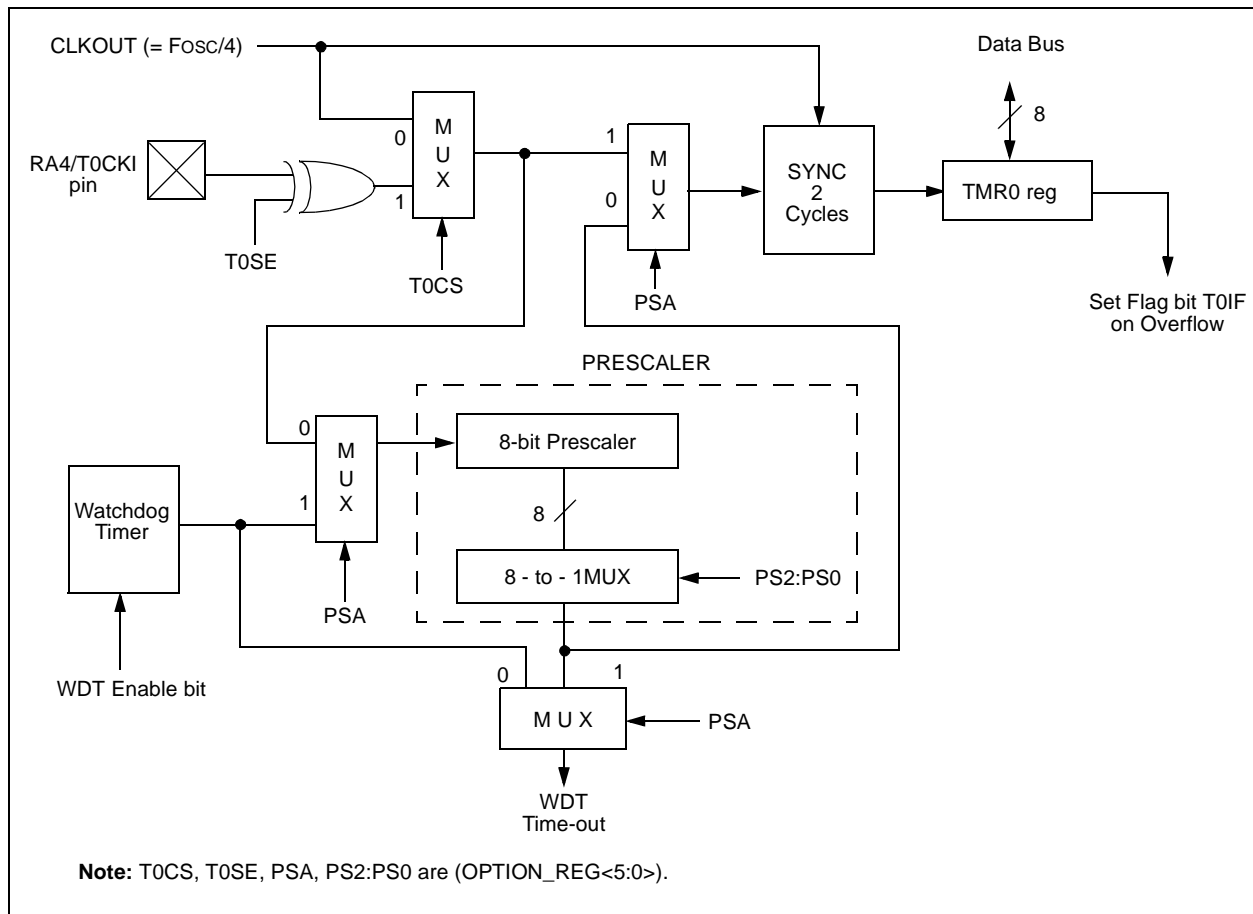 CLKOUT (= FOSC/4)
Data Bus
8
M
U
X
0
1
RA4/T0CKI
pin
T0SE
T0CS
M
U
X
1
0
PSA
SYNC
2
Cycles
TMR0 reg
Set Flag bit T0IF
on Overflow
PRESCALER
0
M
U
X
1
8-bit Prescaler
Watchdog
Timer
8
8 - to - 1MUX
PS2:PS0
PSA
WDT Enable bit
0
1
M U X
PSA
WDT
Time-out
Note: T0CS, T0SE, PSA, PS2:PS0 are (OPTION_REG<5:0>).